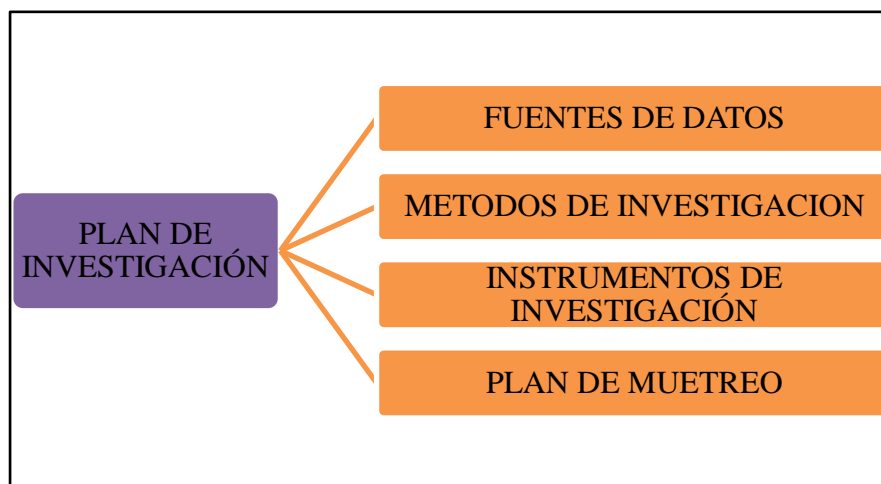 PLAN DE
INVESTIGACIÓN
FUENTES DE DATOS
METODOS DE INVESTIGACION
INSTRUMENTOS DE
INVESTIGACIÓN
PLAN DE MUETREO